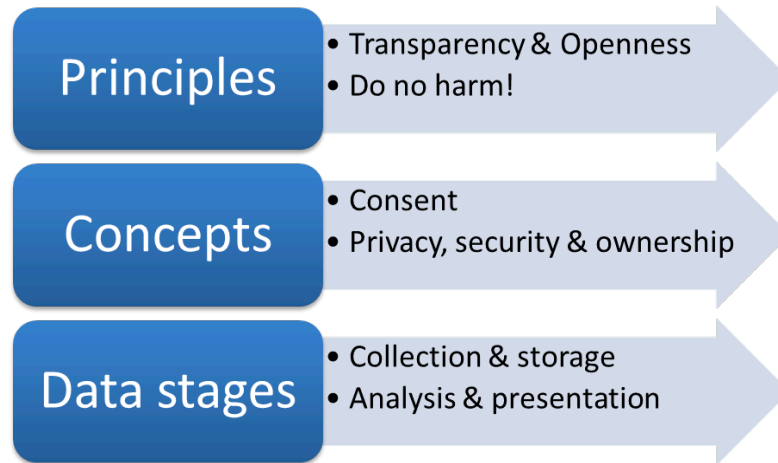 Principles
• Transparency & Openness
• Do no harm!
Concepts
• Consent
• Privacy, security & ownership
Data stages
• Collection & storage
• Analysis & presentation